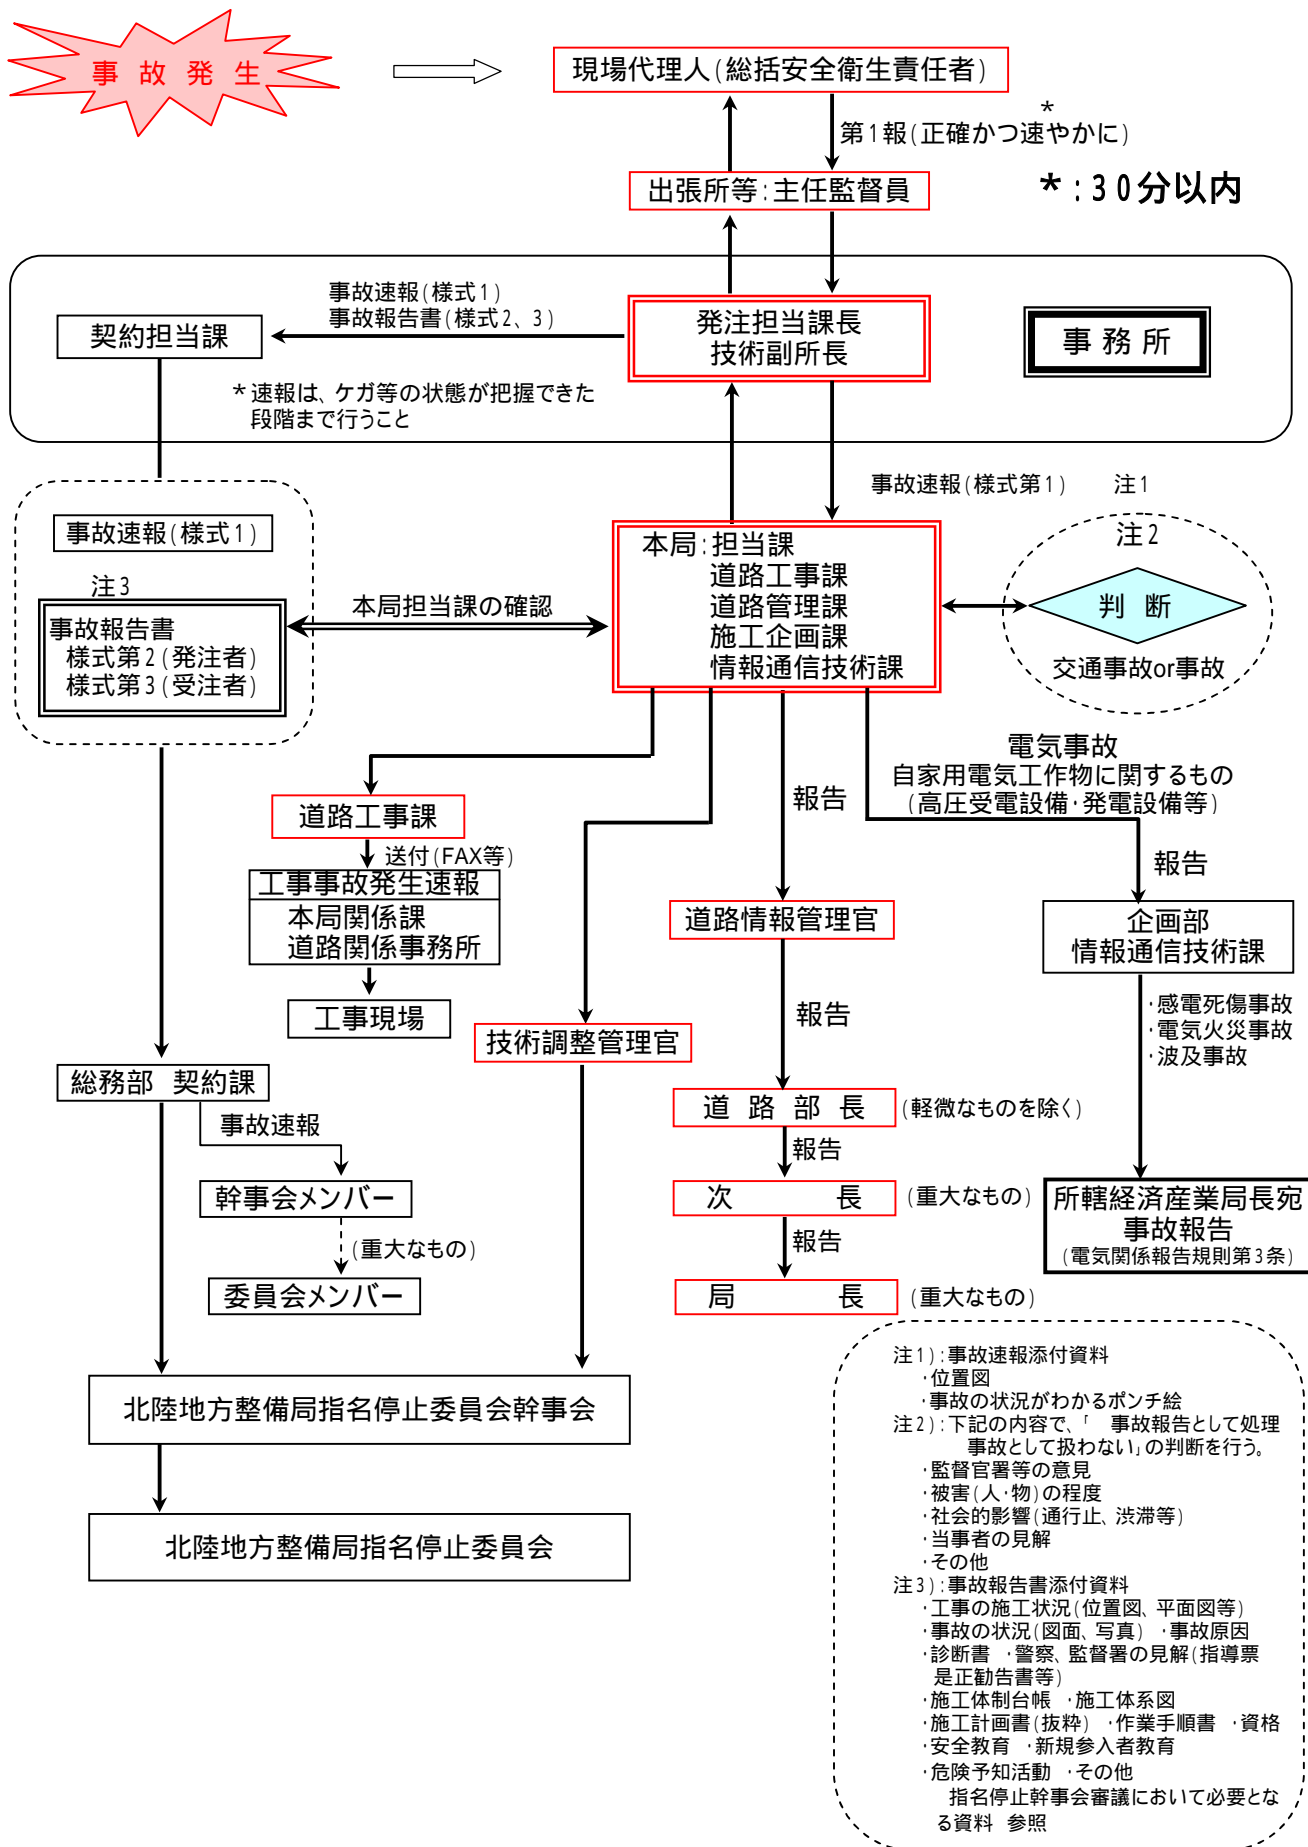 事故発生
現場代理人(総括安全衛生責任者)
*
第1報(正確かつ速やかに)
出張所等:主任監督員
*:30分以内
事故速報(様式1)
事故報告書(様式2、3)
契約担当課
発注担当課長
技術副所長
事務所
*速報は、ケガ等の状態が把握できた
段階まで行うこと
事故速報(様式第1) 注1
事故速報(様式1)
注3
事故報告書
様式第2(発注者)
様式第3(受注者)
本局担当課の確認
本局:担当課
道路工事課
道路管理課
施工企画課
情報通信技術課
注2
判断
交通事故or事故
電気事故
自家用電気工作物に関するもの
(高圧受電設備・発電設備等)
報告
報告
道路工事課
送付(FAX等)
工事事故発生速報
本局関係課
道路関係事務所
工事現場
道路情報管理官
企画部
情報通信技術課
・感電死傷事故
・電気火災事故
・波及事故
報告
技術調整管理官
総務部 契約課
事故速報
道路部長 (軽微なものを除く)
報告
幹事会メンバー
次長 (重大なもの)
(重大なもの)
報告
委員会メンバー
局長 (重大なもの)
所轄経済産業局長宛
事故報告
(電気関係報告規則第3条)
北陸地方整備局指名停止委員会幹事会
北陸地方整備局指名停止委員会
注1):事故速報添付資料
・位置図
・事故の状況がわかるポンチ絵
注2):下記の内容で、「 事故報告として処理
事故として扱わない」の判断を行う。
・監督官署等の意見
・被害(人・物)の程度
・社会的影響(通行止、渋滞等)
・当事者の見解
・その他
注3):事故報告書添付資料
・工事の施工状況(位置図、平面図等)
・事故の状況(図面、写真) ・事故原因
・診断書 ・警察、監督署の見解(指導票
是正勧告書等)
・施工体制台帳 ・施工体系図
・施工計画書(抜粋) ・作業手順書 ・資格
・安全教育 ・新規参入者教育
・危険予知活動 ・その他
指名停止幹事会審議において必要とな
る資料 参照